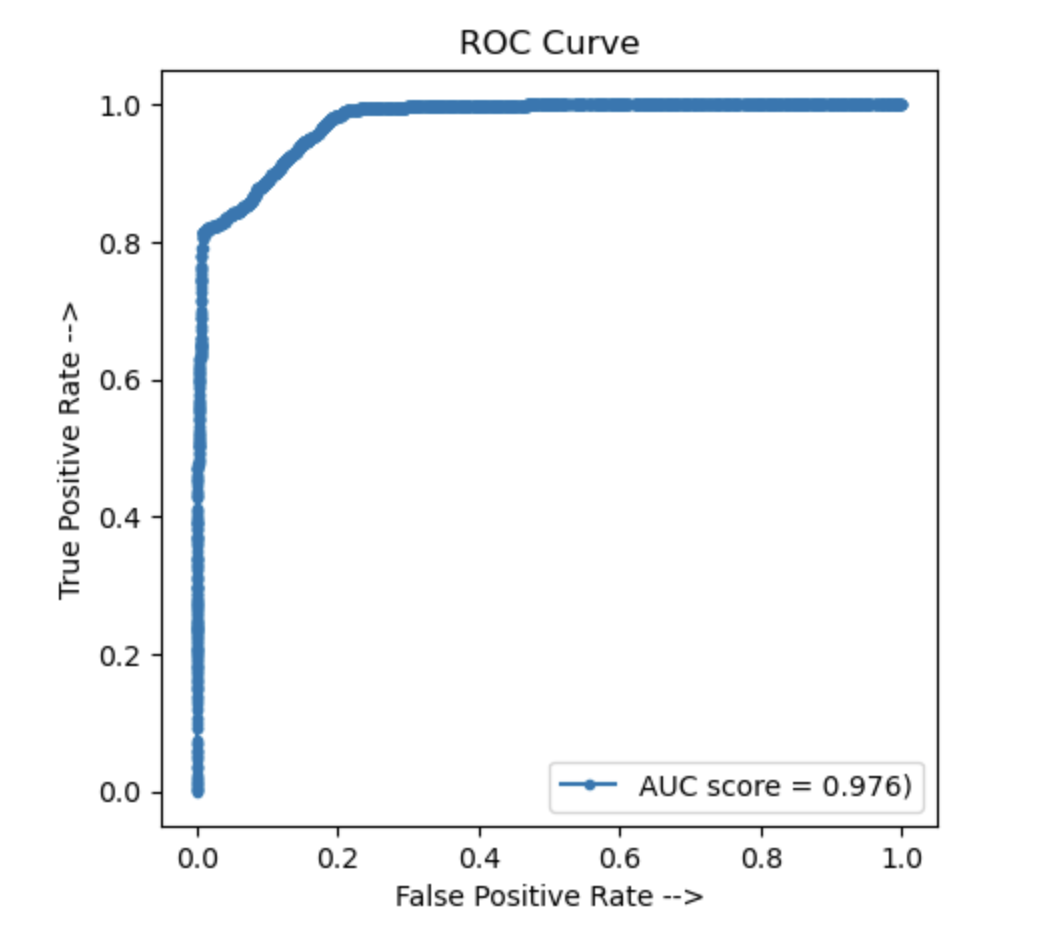 ROC Curve
1.0
0.8
0.6
0.4
0.2
0.0
True Positive Rate -->
AUC score = 0.976)
0.0 0.2 0.4 0.6 0.8 1.0
False Positive Rate -->